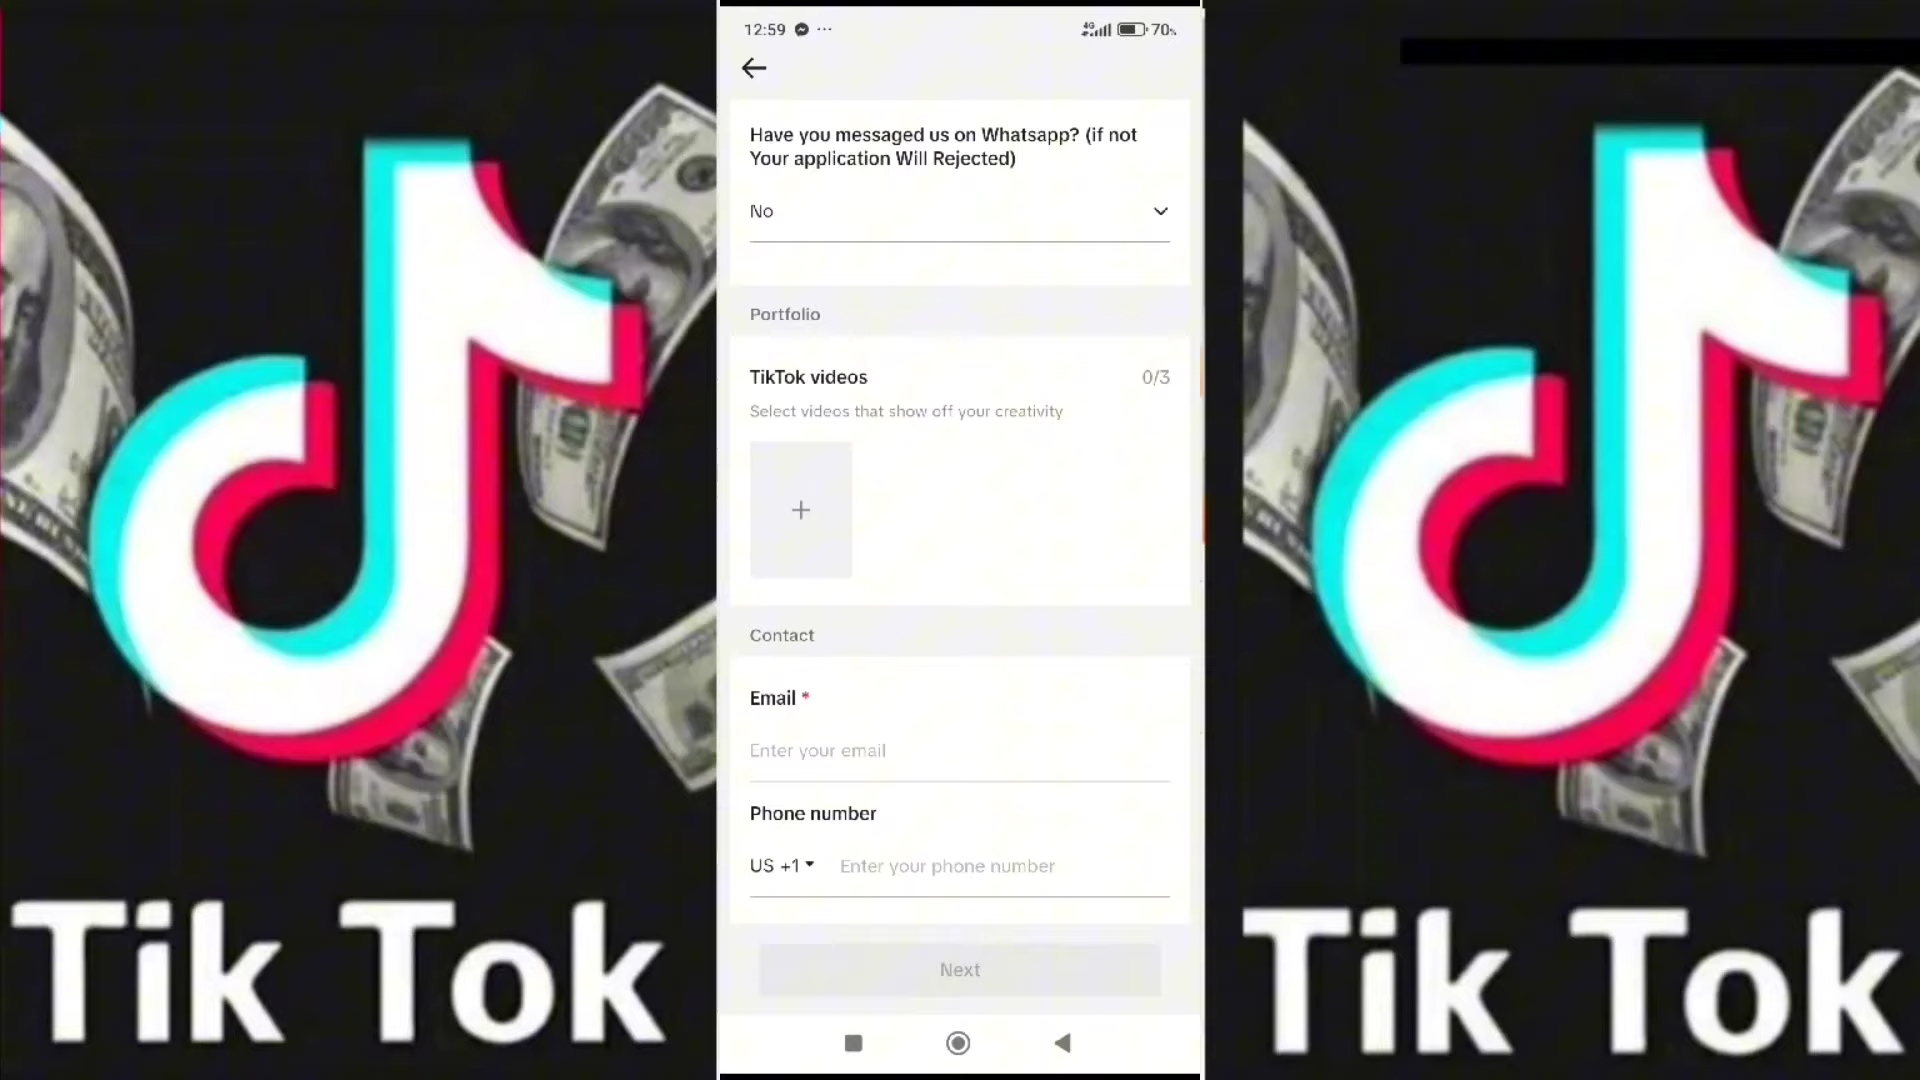 12:59
4G
70%
Have you messaged us on Whatsapp? (if not
Your application Will Rejected)
No
Portfolio
TikTok videos 0/3
Select videos that show off your creativity
Contact
Email *
Enter your email
Phone number
US +1 Enter your phone number
Next
Tik Tok
Tik Tok